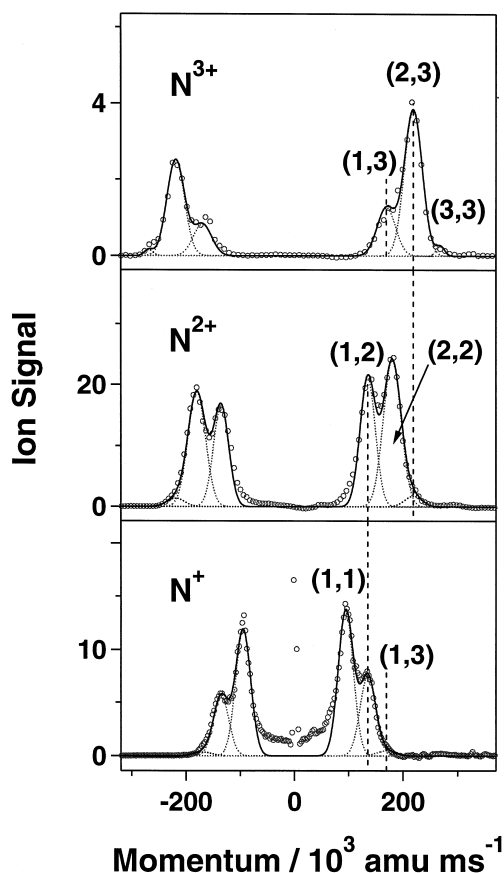 N³⁺
(2,3)
4
(1,3)
(3,3)
0
Ion Signal
N²⁺
(1,2) (2,2)
20
0
N⁺
(1,1)
(1,3)
10
0
-200 0 200
Momentum / 10³ amu ms⁻¹